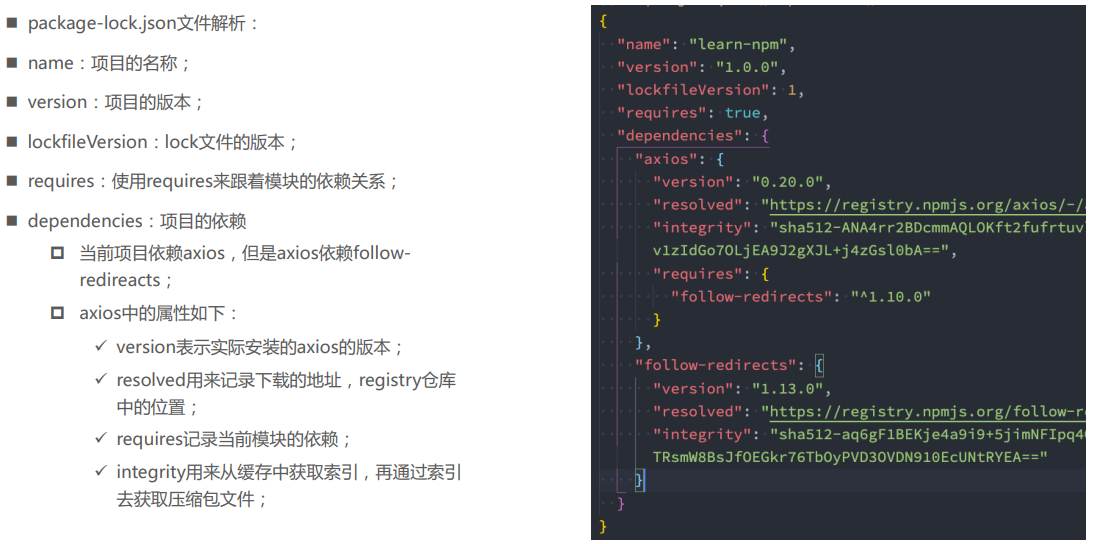 package-lock.json文件解析：
name：项目的名称；
version：项目的版本；
lockfileVersion：lock文件的版本；
requires：使用requires来跟着模块的依赖关系；
dependencies：项目的依赖
当前项目依赖axios，但是axios依赖follow-
redireacts；
axios中的属性如下：
version表示实际安装的axios的版本；
resolved用来记录下载的地址，registry仓库
中的位置；
requires记录当前模块的依赖；
integrity用来从缓存中获取索引，再通过索引
去获取压缩包文件；
{
"name": "learn-npm",
"version": "1.0.0",
"lockfileVersion": 1,
"requires": true,
"dependencies": {
"axios": {
"version": "0.20.0",
"resolved": "https://registry.npmjs.org/axios/-/
"integrity": "sha512-ANA4rr2BDcmmAQLOKft2fufrtuv
v1zIdGo7OLjEA9J2gXJL+j4zGsl0bA==",
"requires": {
"follow-redirects": "^1.10.0"
}
},
"follow-redirects": {
"version": "1.13.0",
"resolved": "https://registry.npmjs.org/follow-r
"integrity": "sha512-aq6gF1BEKje4a9i9+5jimNFIpq4
TRsmW8BsJfOEGkr76TbOyPVD3OVDN910EcUNtRYEA=="
}
}
}